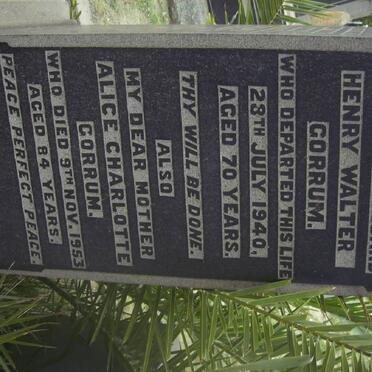 HENRY WALTER
CORRUM.
WHO DEPARTED THIS LIFE
28TH JULY 1940,
AGED 70 YEARS.
THY WILL BE DONE.
ALSO
MY DEAR MOTHER
ALICE CHARLOTTE
CORRUM.
WHO DIED 9TH NOV. 1953
AGED 84 YEARS.
PEACE PERFECT PEACE